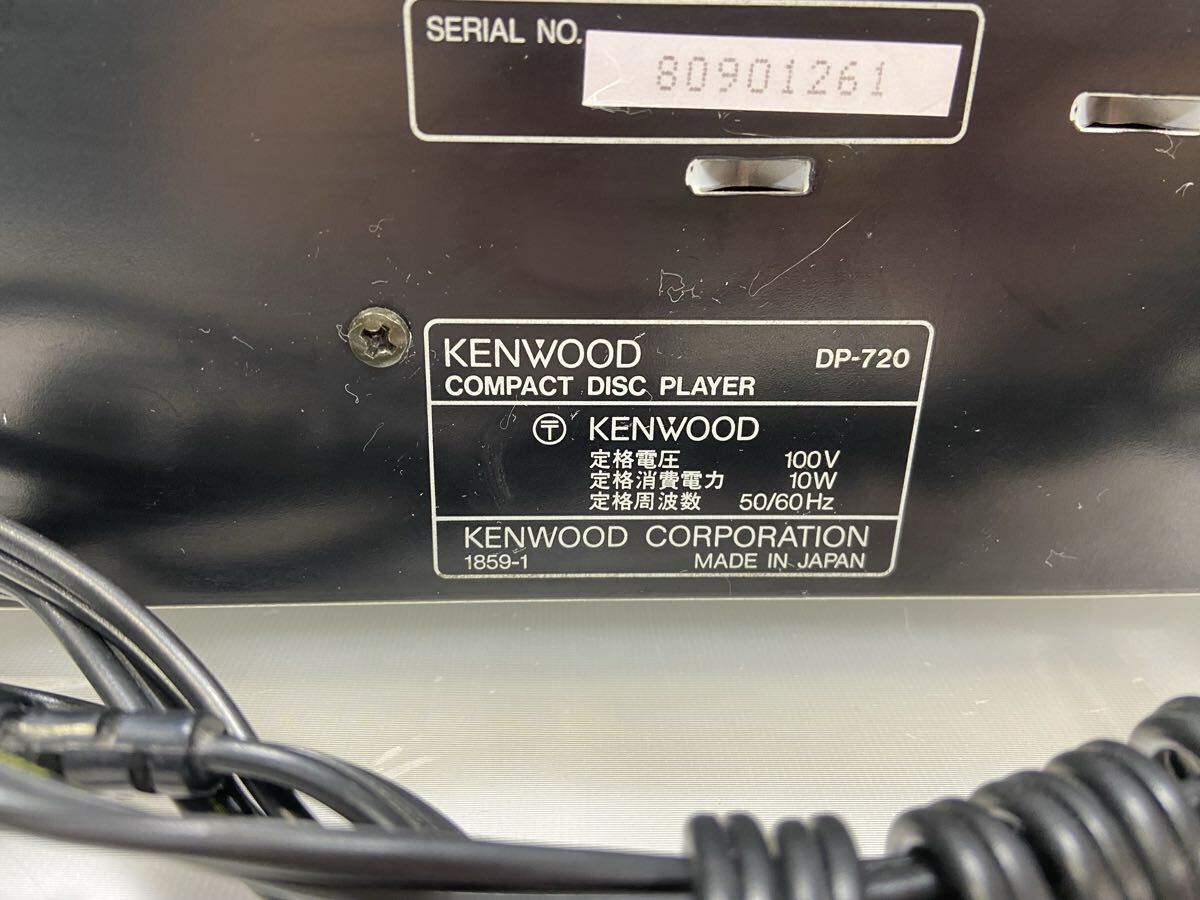 SERIAL NO. 80901261
KENWOOD DP-720
COMPACT DISC PLAYER
〒 KENWOOD
定格電圧 100V
定格消費電力 10W
定格周波数 50/60Hz
KENWOOD CORPORATION
1859-1 MADE IN JAPAN